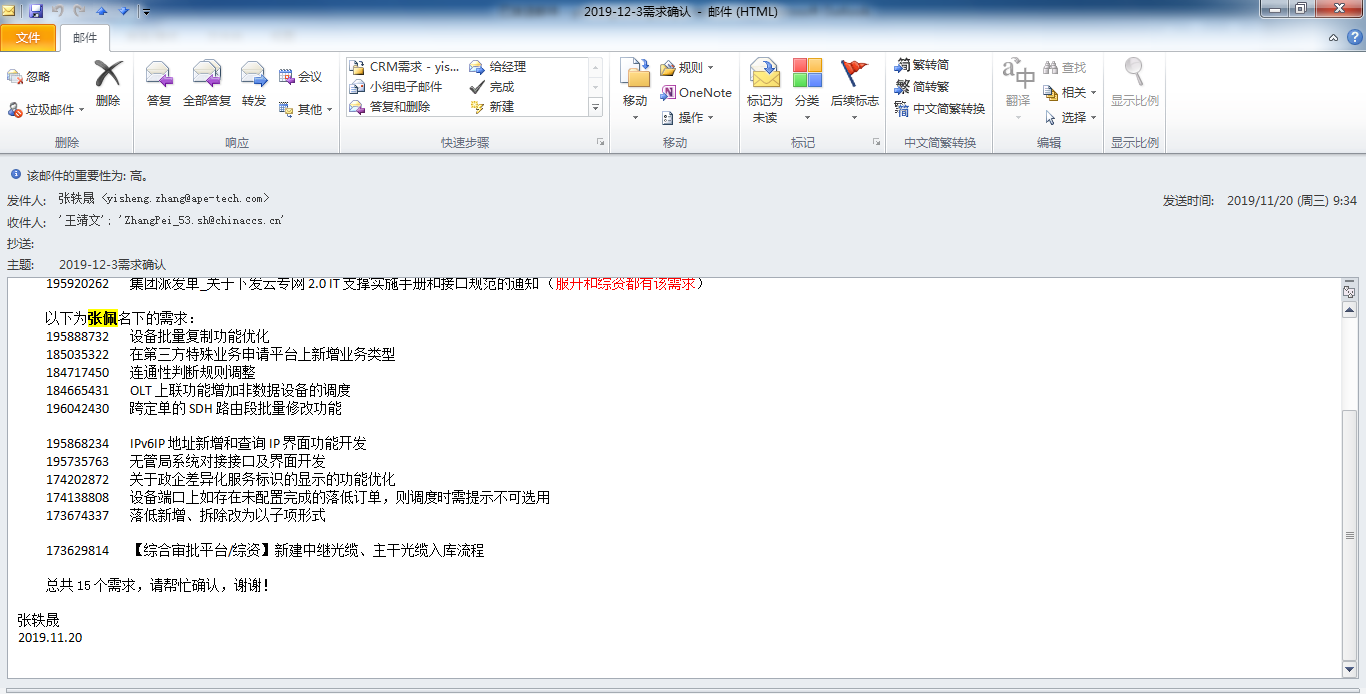 2019-12-3需求确认 - 邮件 (HTML)
文件 邮件
忽略
垃圾邮件
删除
删除
答复
全部答复
转发
会议
其他
响应
CRM需求 - yis...
给经理
小组电子邮件
完成
答复和删除
新建
快速步骤
移动
规则
OneNote
操作
移动
标记为
未读
分类
后续标志
标记
繁转简
简转繁
中文简繁转换
中文简繁转换
翻译
查找
相关
选择
编辑
显示比例
显示比例
该邮件的重要性为: 高。
发件人: 张轶晟 <yisheng.zhang@ape-tech.com>
发送时间: 2019/11/20 (周三) 9:34
收件人: '王靖文'; 'ZhangPei_53.sh@chinaccs.cn'
抄送:
主题: 2019-12-3需求确认
195920262 集团派发单_关于下发云专网 2.0 IT 支撑实施手册和接口规范的通知（服开和综资都有该需求）
以下为张佩名下的需求：
195888732 设备批量复制功能优化
185035322 在第三方特殊业务申请平台上新增业务类型
184717450 连通性判断规则调整
184665431 OLT 上联功能增加非数据设备的调度
196042430 跨定单的 SDH 路由段批量修改功能
195868234 IPv6IP 地址新增和查询 IP 界面功能开发
195735763 无管局系统对接接口及界面开发
174202872 关于政企差异化服务标识的显示的功能优化
174138808 设备端口上如存在未配置完成的落低订单，则调度时需提示不可选用
173674337 落低新增、拆除改为以子项形式
173629814 【综合审批平台/综资】新建中继光缆、主干光缆入库流程
总共 15 个需求，请帮忙确认，谢谢！
张轶晟
2019.11.20